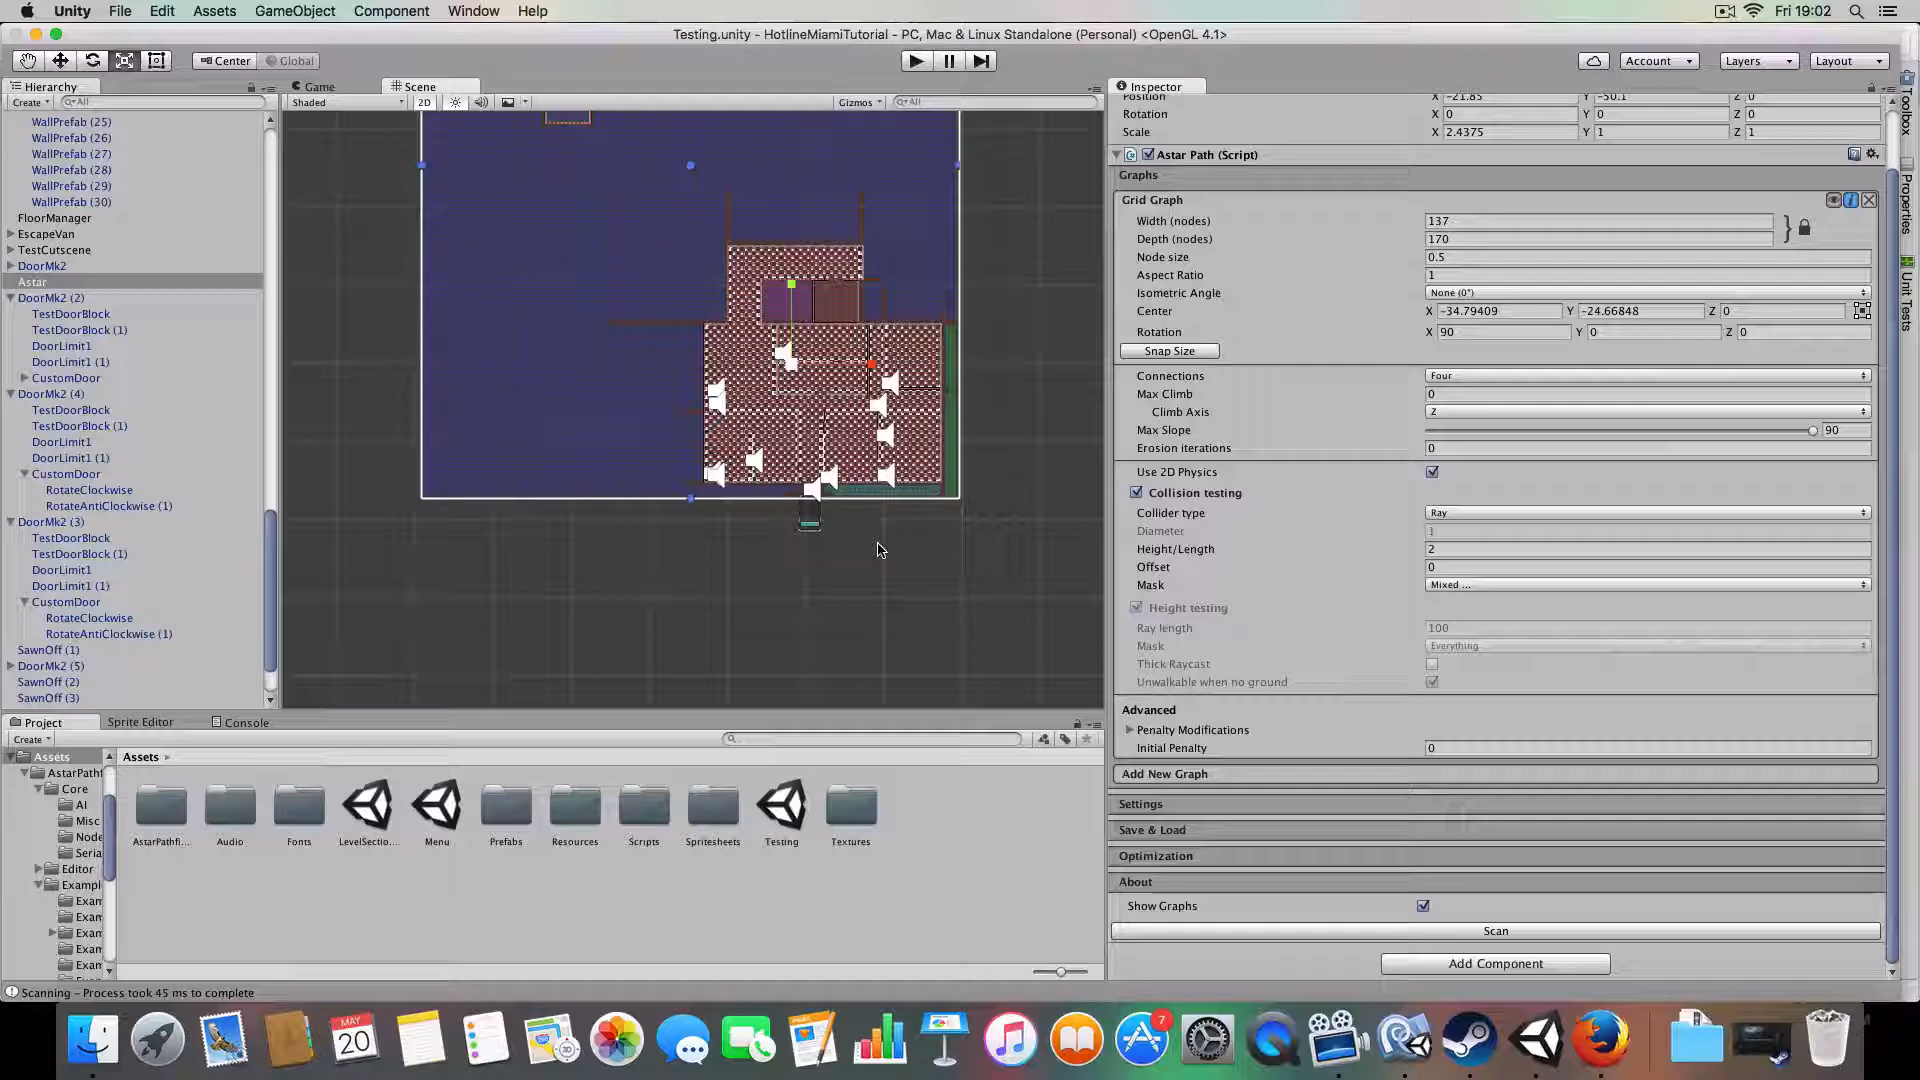 Unity File Edit Assets GameObject Component Window Help Fri 19:02
Testing.unity - HotlineMiamiTutorial - PC, Mac & Linux Standalone (Personal) <OpenGL 4.1>
Center Global Account Layers Layout
Hierarchy
Create All
WallPrefab (25)
WallPrefab (26)
WallPrefab (27)
WallPrefab (28)
WallPrefab (29)
WallPrefab (30)
FloorManager
EscapeVan
TestCutscene
DoorMk2
Astar
DoorMk2 (2)
TestDoorBlock
TestDoorBlock (1)
DoorLimit1
DoorLimit1 (1)
CustomDoor
DoorMk2 (4)
TestDoorBlock
TestDoorBlock (1)
DoorLimit1
DoorLimit1 (1)
CustomDoor
RotateClockwise
RotateAntiClockwise (1)
DoorMk2 (3)
TestDoorBlock
TestDoorBlock (1)
DoorLimit1
DoorLimit1 (1)
CustomDoor
RotateClockwise
RotateAntiClockwise (1)
SawnOff (1)
DoorMk2 (5)
SawnOff (2)
SawnOff (3)
Game Scene
Shaded 2D Gizmos All
Inspector
Position X -21.85 Y -50.1 Z 0
Rotation X 0 Y 0 Z 0
Scale X 2.4375 Y 1 Z 1
Astar Path (Script)
Graphs
Grid Graph
Width (nodes) 137
Depth (nodes) 170
Node size 0.5
Aspect Ratio 1
Isometric Angle None (0°)
Center X -34.79409 Y -24.66848 Z 0
Rotation X 90 Y 0 Z 0
Snap Size
Connections Four
Max Climb 0
Climb Axis Z
Max Slope 90
Erosion iterations 0
Use 2D Physics
Collision testing
Collider type Ray
Diameter 1
Height/Length 2
Offset 0
Mask Mixed ...
Height testing
Ray length 100
Mask Everything
Thick Raycast
Unwalkable when no ground
Advanced
Penalty Modifications
Initial Penalty 0
Add New Graph
Settings
Save & Load
Optimization
About
Show Graphs
Scan
Add Component
Toolbox
Properties
Unit Tests
Project Sprite Editor Console
Create
Assets
AstarPathf
Core
AI
Misc
Node
Seria
Editor
Exampl
Exam
Exam
Exam
Exam
Exam
Assets
AstarPathfi... Audio Fonts LevelSectio... Menu Prefabs Resources Scripts Spritesheets Testing Textures
Scanning - Process took 45 ms to complete
MAY
20
7